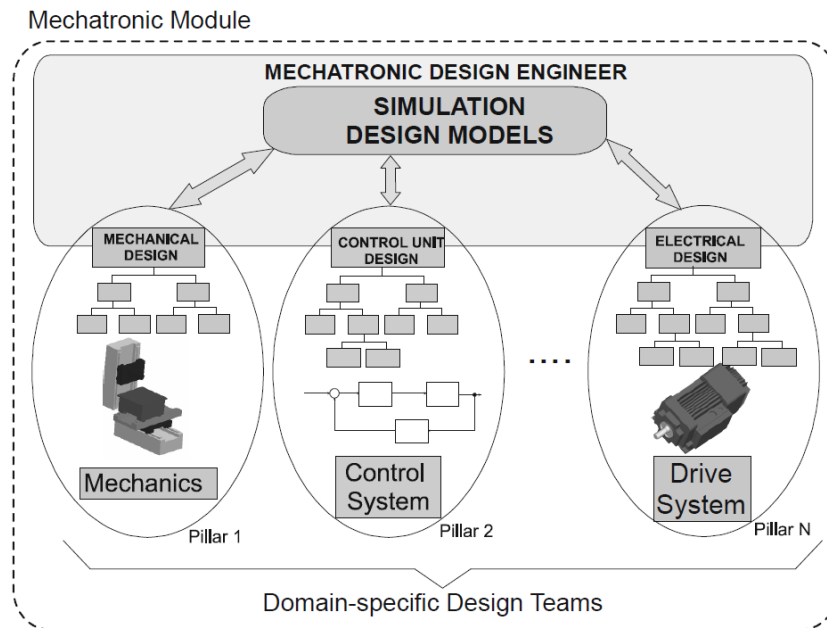 Mechatronic Module
MECHATRONIC DESIGN ENGINEER
SIMULATION
DESIGN MODELS
MECHANICAL
DESIGN
CONTROL UNIT
DESIGN
ELECTRICAL
DESIGN
....
Mechanics
Control
System
Drive
System
Pillar 1
Pillar 2
Pillar N
Domain-specific Design Teams